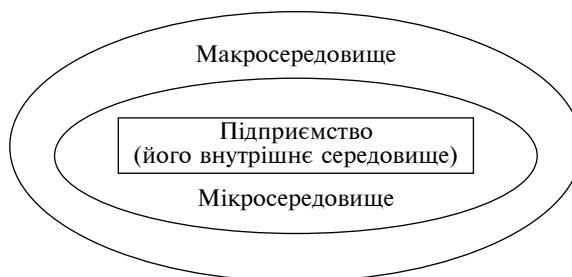 Макросередовище
Підприємство
(його внутрішнє середовище)
Мікросередовище